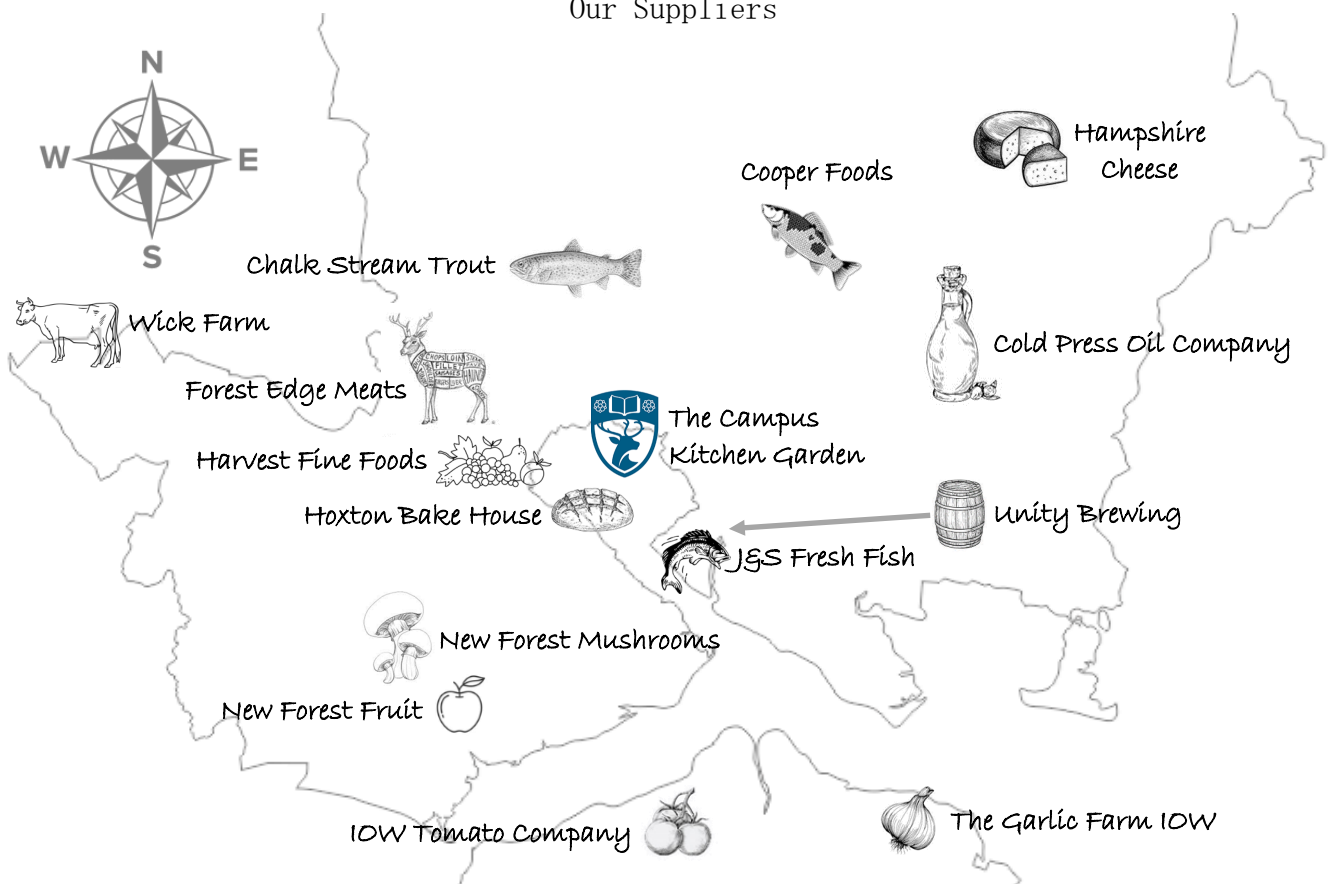 Our Suppliers
N
W
E
S
Hampshire
Cheese
Cooper Foods
Chalk Stream Trout
Wick Farm
Cold Press Oil Company
Forest Edge Meats
The Campus
Kitchen Garden
Harvest Fine Foods
Hoxton Bake House
Unity Brewing
J&S Fresh Fish
New Forest Mushrooms
New Forest Fruit
IOW Tomato Company
The Garlic Farm IOW